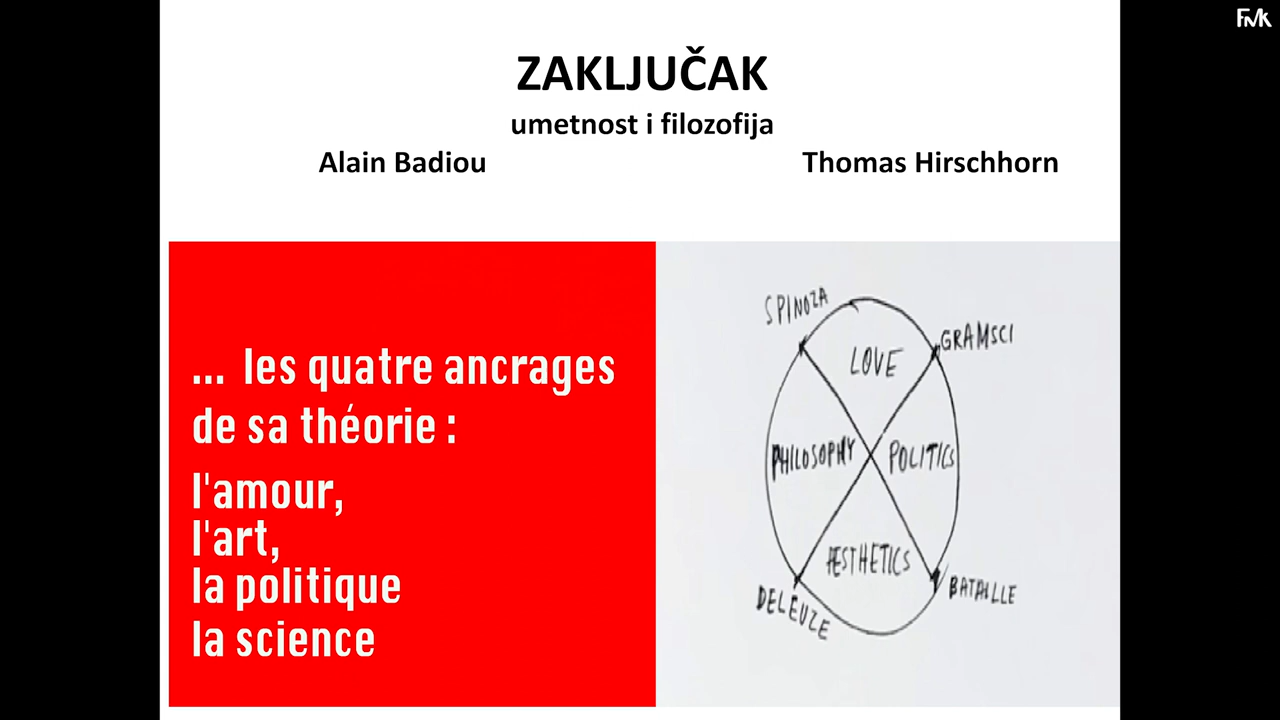 FMK
ZAKLJUČAK
umetnost i filozofija
Alain Badiou
Thomas Hirschhorn
... les quatre ancrages
de sa théorie :
l'amour,
l'art,
la politique
la science
SPINOZA
GRAMSCI
LOVE
PHILOSOPHY
POLITICS
ÆSTHETICS
DELEUZE
BATAILLE